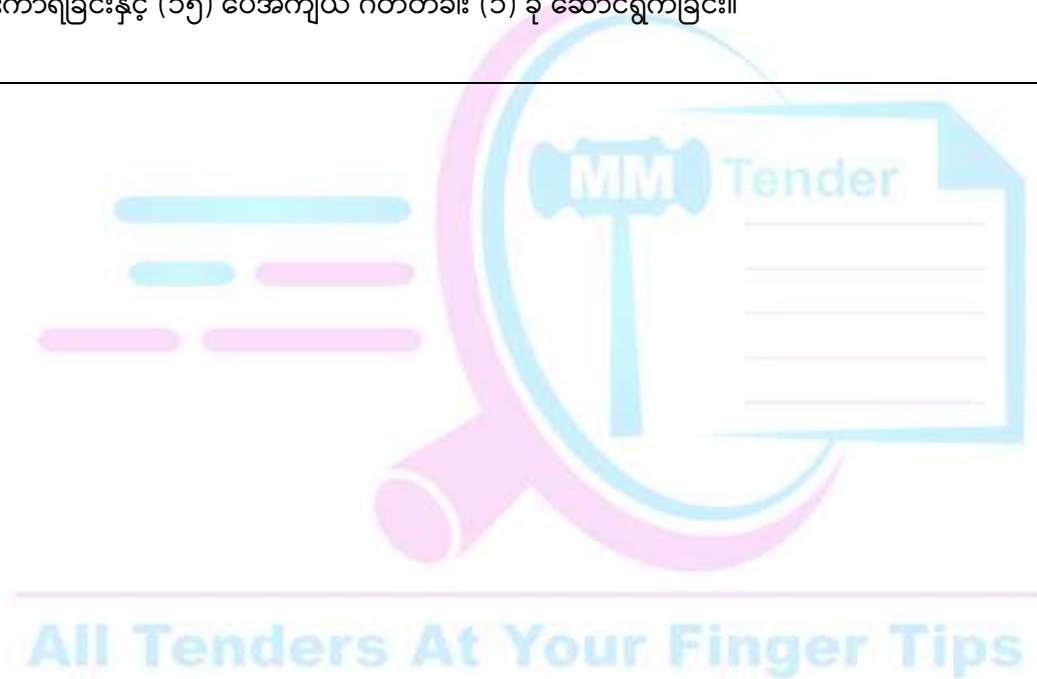 (၁၅) ပေအကျယ် ဂိတ်တံခါး (၁) ခု ဆောင်ရွက်ခြင်း။
MM Tender
All Tenders At Your Finger Tips